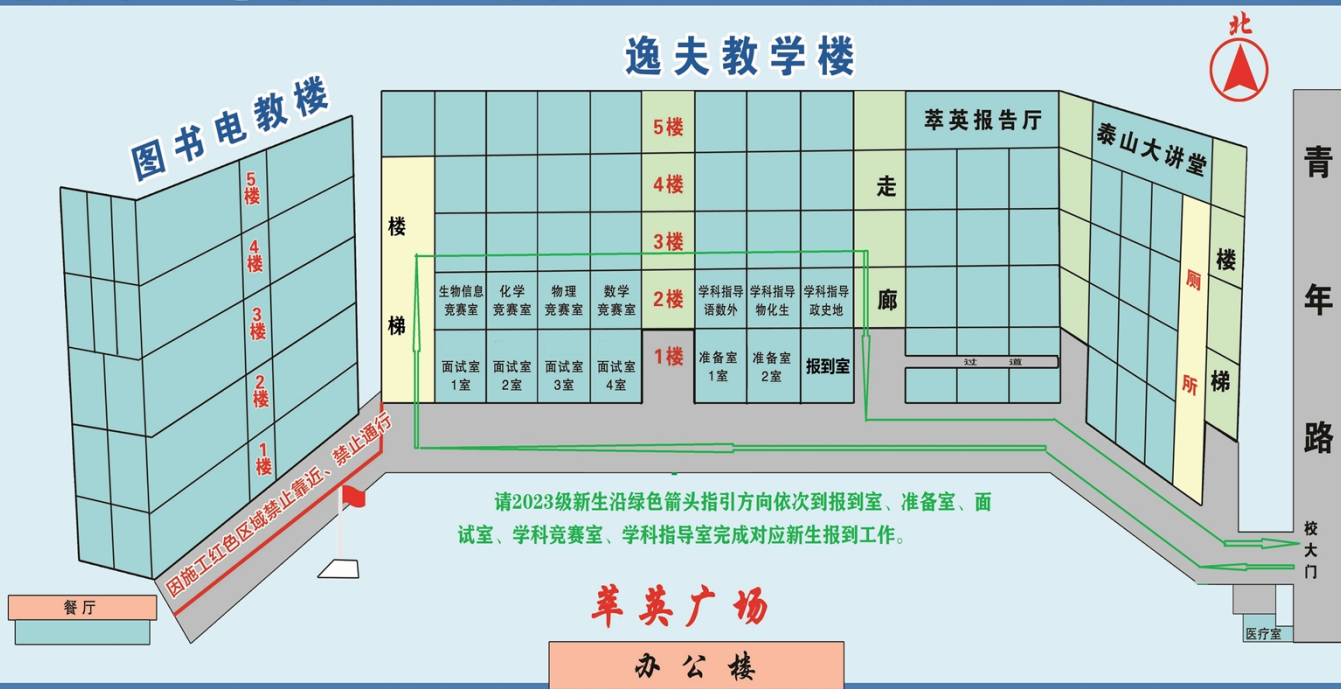 北
逸夫教学楼
图书电教楼
萃英报告厅
泰山大讲堂
青年路
5楼
4楼
3楼
2楼
1楼
5楼
4楼
3楼
2楼
1楼
楼梯
走廊
楼梯
厕所
生物信息
竞赛室
化学
竞赛室
物理
竞赛室
数学
竞赛室
学科指导
语数外
学科指导
物化生
学科指导
政史地
面试室
1室
面试室
2室
面试室
3室
面试室
4室
准备室
1室
准备室
2室
报到室
过道
因施工红色区域禁止靠近、禁止通行
请2023级新生沿绿色箭头指引方向依次到报到室、准备室、面
试室、学科竞赛室、学科指导室完成对应新生报到工作。
校大门
餐厅
萃英广场
医疗室
办公楼